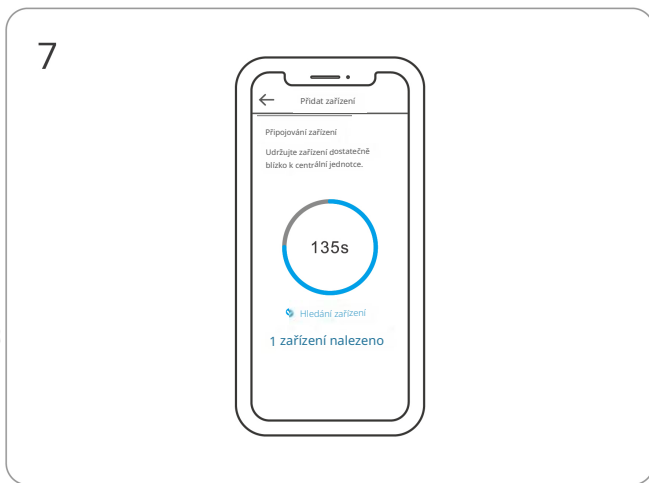 7
Přidat zařízení
Připojování zařízení
Udržujte zařízení dostatečně
blízko k centrální jednotce.
135s
Hledání zařízení
1 zařízení nalezeno